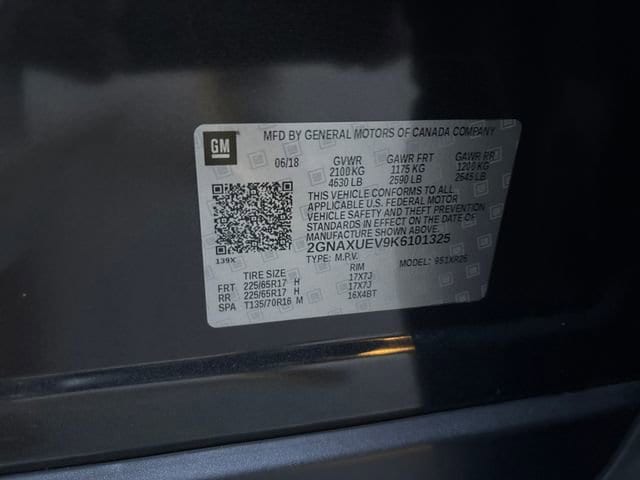 MFD BY GENERAL MOTORS OF CANADA COMPANY
GM
06/18 GVWR GAWR FRT GAWR RR
2100 KG 1175 KG 1200 KG
4630 LB 2590 LB 2645 LB
THIS VEHICLE CONFORMS TO ALL
APPLICABLE U.S. FEDERAL MOTOR
VEHICLE SAFETY AND THEFT PREVENTION
STANDARDS IN EFFECT ON THE DATE OF
MANUFACTURE SHOWN ABOVE.
2GNAXUEV9K6101325
139X
TYPE: M.P.V. MODEL: 951XR26
TIRE SIZE RIM
FRT 225/65R17 H 17X7J
RR 225/65R17 H 17X7J
SPA T135/70R16 M 16X4BT